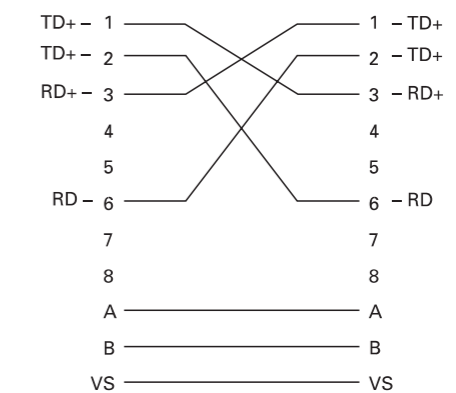 TD+ – 1 1 – TD+
TD+ – 2 2 – TD+
RD+ – 3 3 – RD+
4 4
5 5
RD – 6 6 – RD
7 7
8 8
A A
B B
VS VS